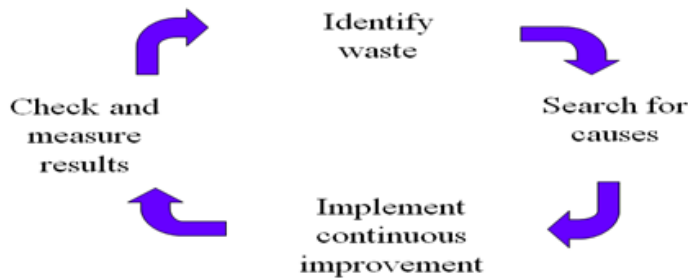 Identify
waste
Search for
causes
Implement
continuous
improvement
Check and
measure
results